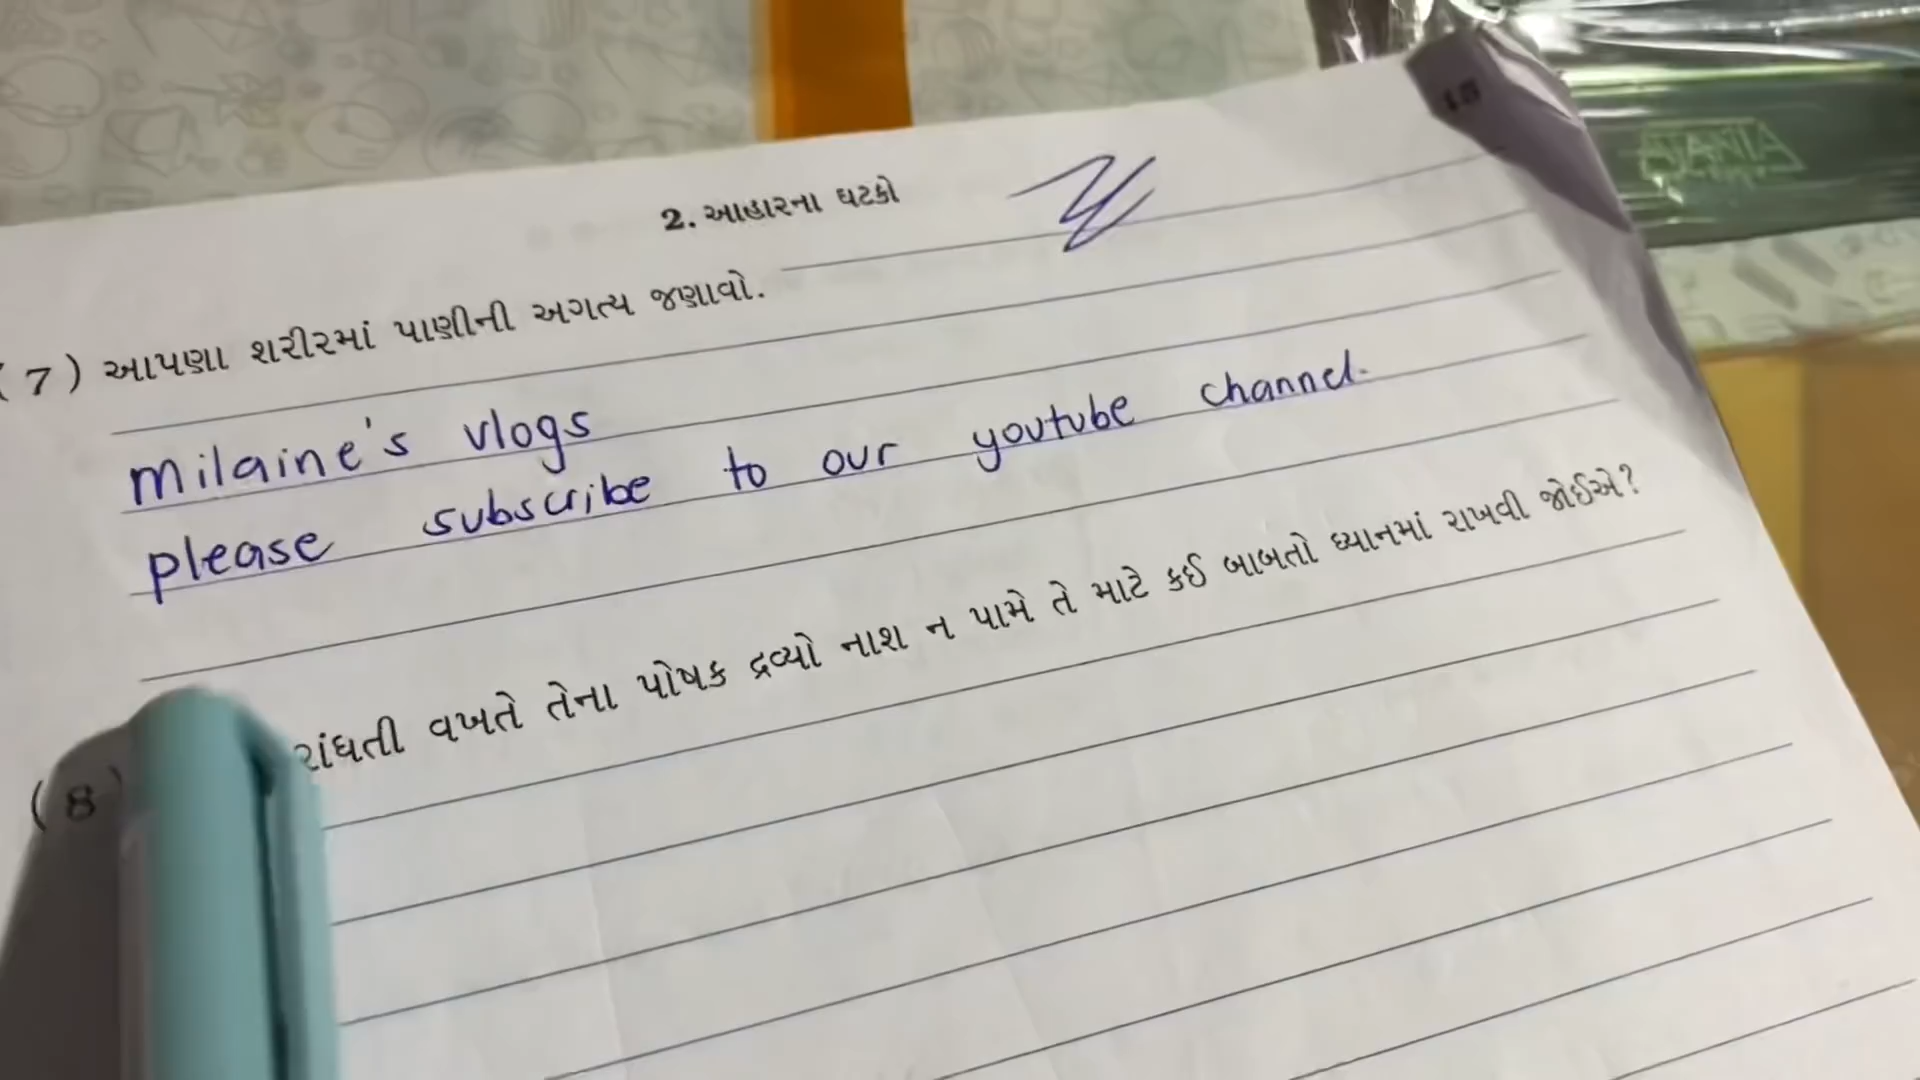 15
2. આહારના ઘટકો
(7) આપણા શરીરમાં પાણીની અગત્ય જણાવો.
milaine's vlogs
please subscribe to our youtube channel.
(8) રાંધતી વખતે તેના પોષક દ્રવ્યો નાશ ન પામે તે માટે કઈ બાબતો ધ્યાનમાં રાખવી જોઈએ?